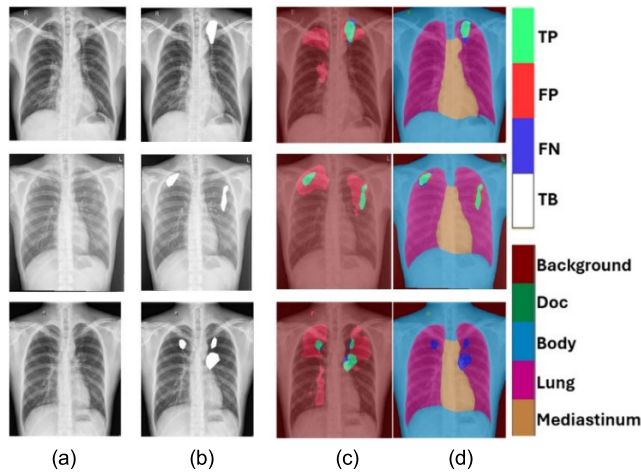 TP
FP
FN
TB
L
L
Background
Doc
Body
Lung
Mediastinum
(a)
(b)
(c)
(d)